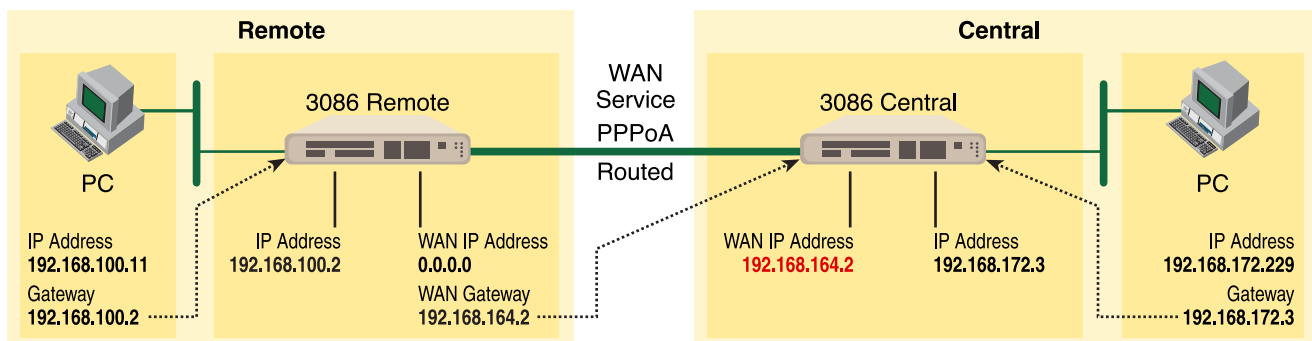 Remote
Central
3086 Remote
WAN
Service
PPPoA
Routed
3086 Central
PC
PC
IP Address
192.168.100.11
Gateway
192.168.100.2
IP Address
192.168.100.2
WAN IP Address
0.0.0.0
WAN Gateway
192.168.164.2
WAN IP Address
192.168.164.2
IP Address
192.168.172.3
IP Address
192.168.172.229
Gateway
192.168.172.3